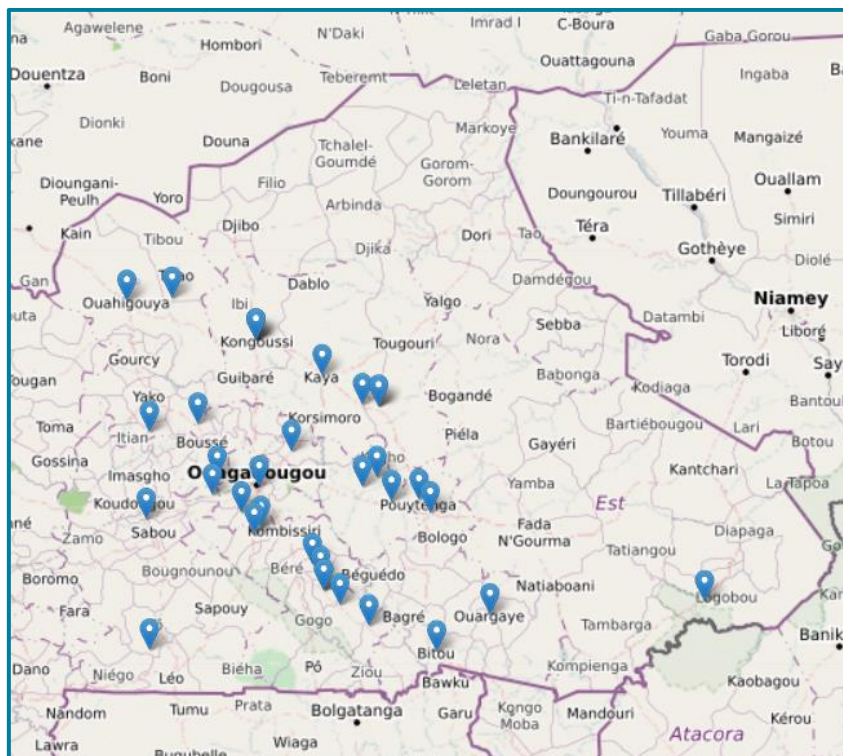 Agawelene
N'Daki
Imrad I
C-Boura
Gaba Gorou
Hombori
Ouattagouna
Douentza
Boni
Dougousa
Teberemt
Leletan
Ingaba
Ti-n-Tafadat
Dionki
Markoye
Youma
Mangaizé
Douna
Tchalel-
Goumdé
Bankilaré
Gorom-
Gorom
Dioungani-
Peulh
Yoro
Filio
Doungourou
Tillabéri
Ouallam
Arbinda
Simiri
Kain
Djibo
Dori
Tao
Téra
Tibou
Djika
Gothèye
Diolé
Gan
Damdégou
Dablo
Ouahigouya
Ibi
Yalgo
Niamey
Datambi
Sebba
Liboré
Kongoussi
Tougouri
Nora
Gourcy
Torodi
Say
Guibaré
Kaya
Babonga
Kodiaga
Yako
Bogandé
Korsimoro
Bartiébougou
Toma
Itian
Lari
Boussé
Piéla
Gayéri
Botou
Gossina
Imasgho
Kantchari
La Tapoa
Yamba
Pouytenga
Est
Sabou
Kombissiri
Fada
N'Gourma
Diapaga
Zamo
Bologo
Tatiangou
Boromo
Bougnounou
Béré
Béguédo
Natiaboani
Logobou
Fara
Sapouy
Gogo
Bagré
Ouargaye
Tambarga
Bitou
Dano
Niégo
Léo
Biéha
Pô
Ziou
Kompienga
Bawku
Kaobagou
Nandom
Tumu
Prata
Bolgatanga
Garu
Kongo
Moba
Mandouri
Kérou
Lawra
Wiaga
Atacora